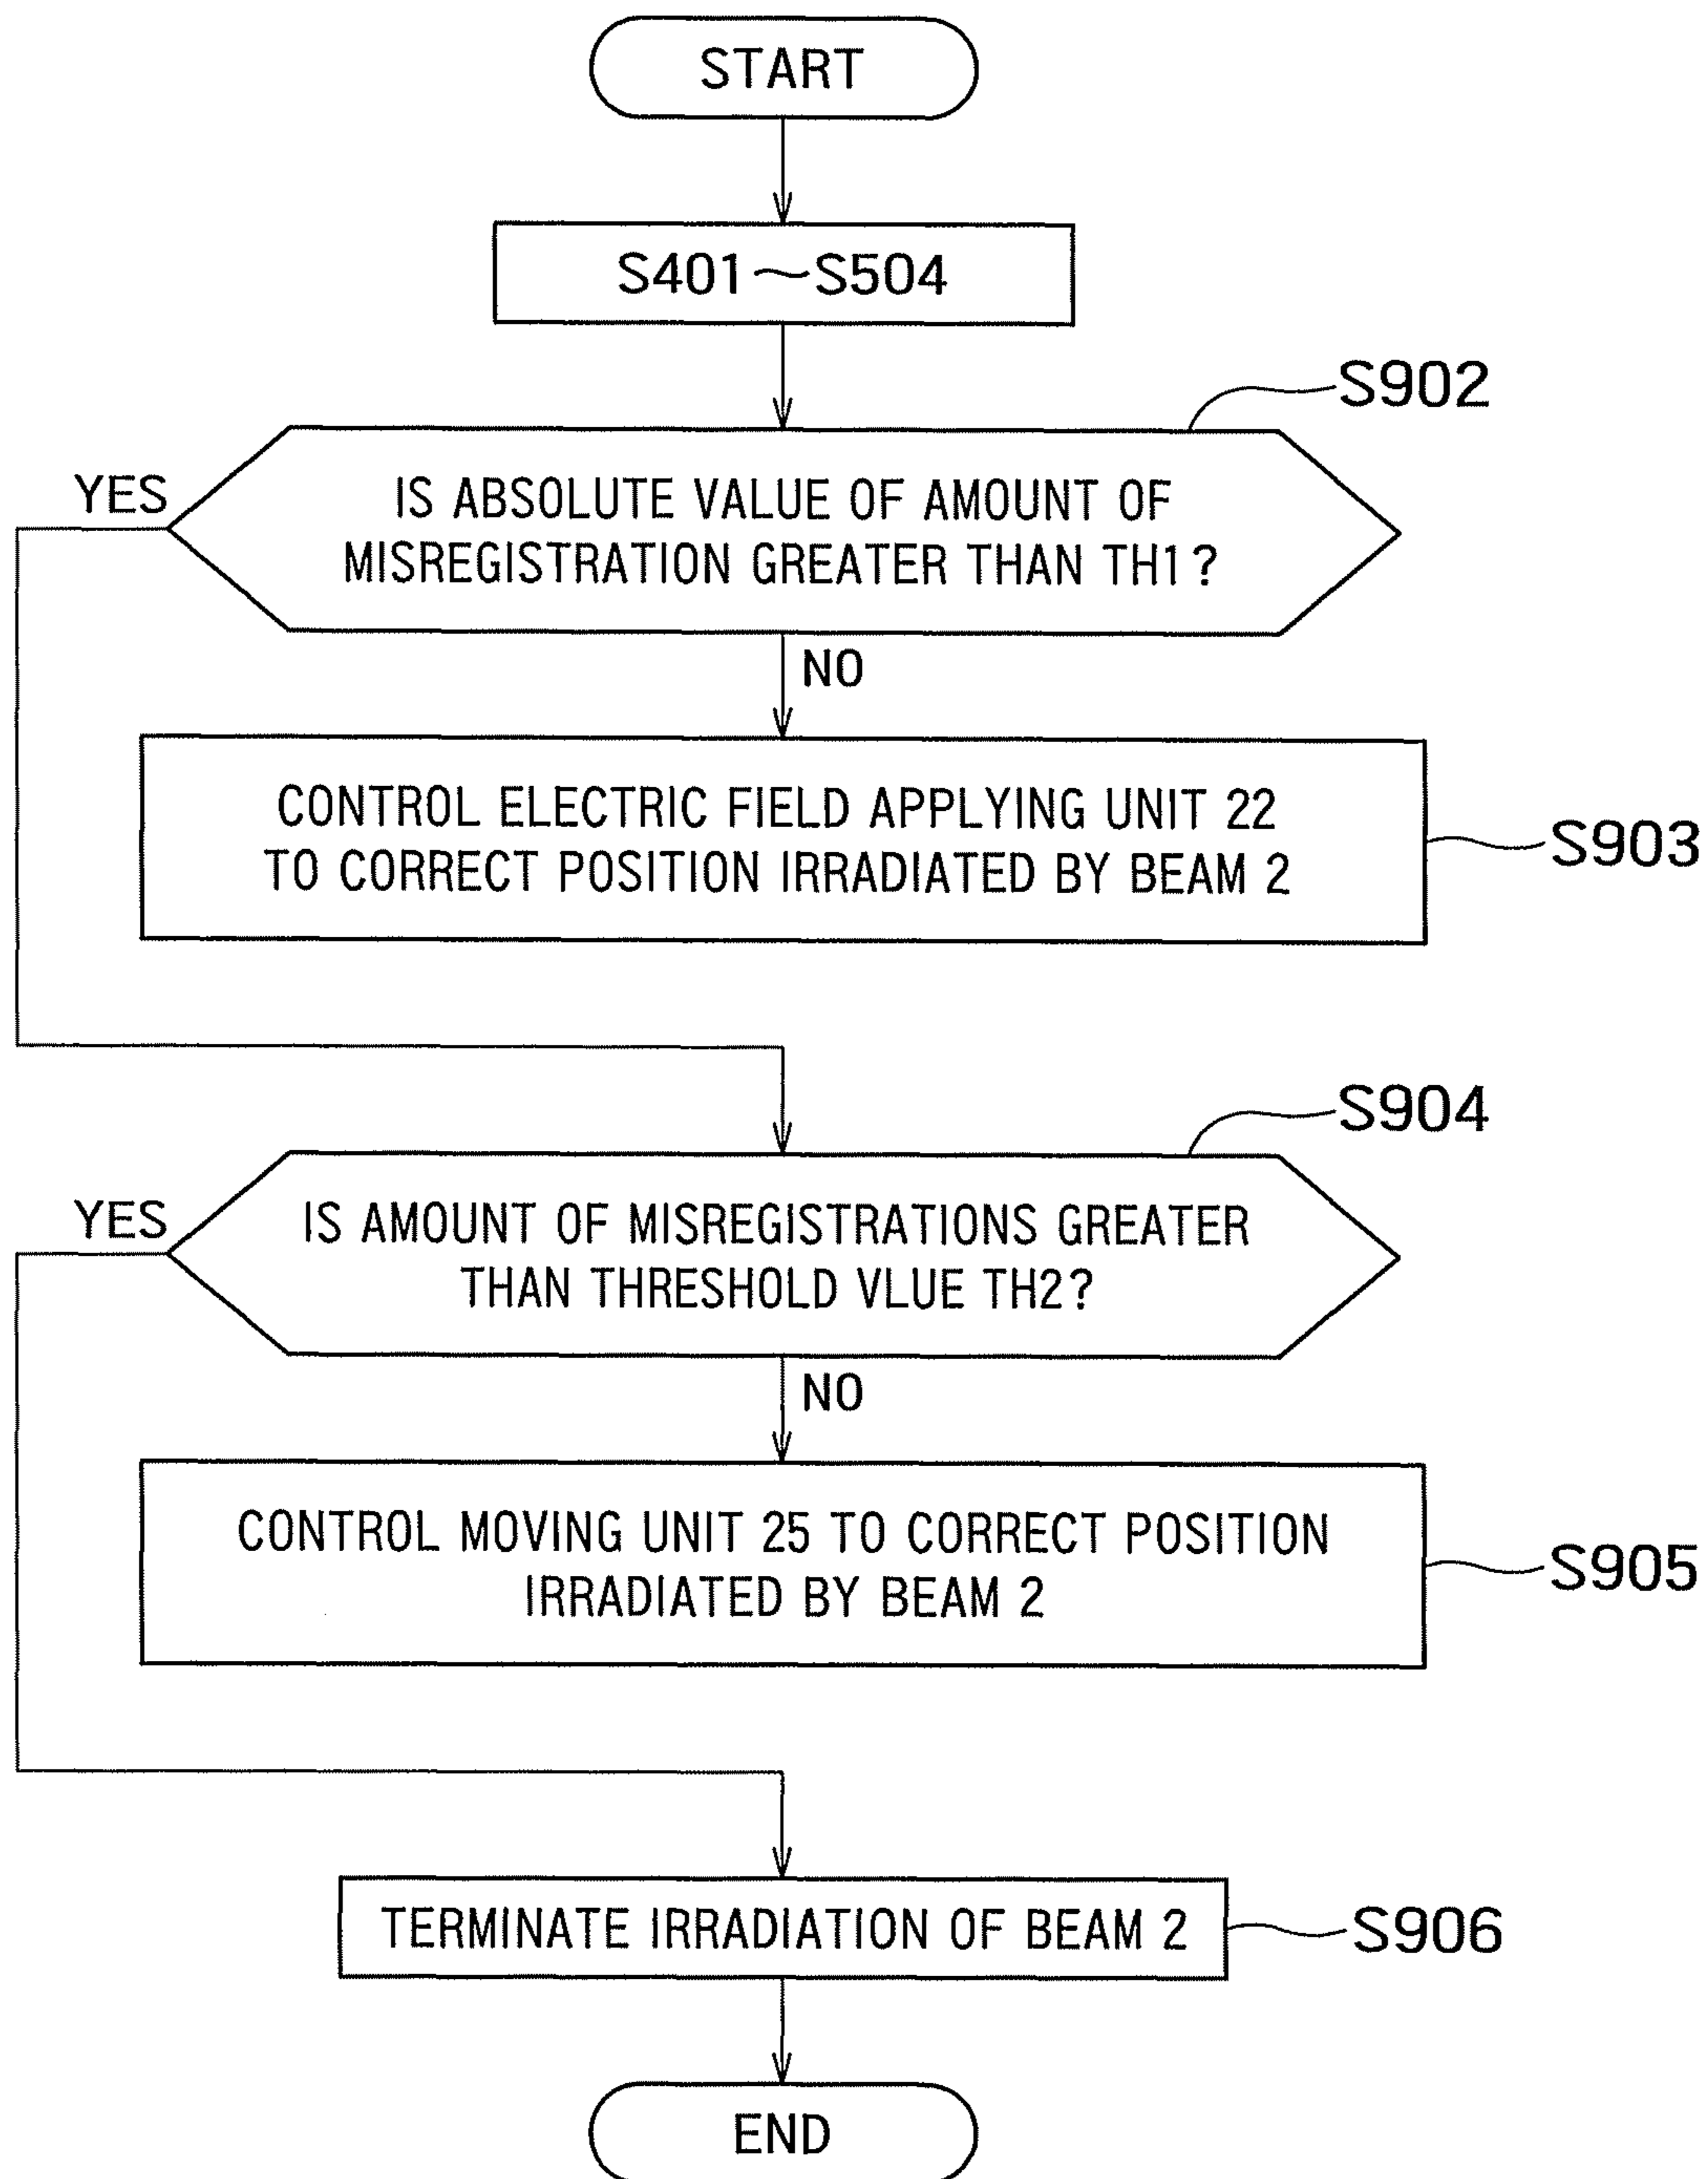 START
S401~S504
S902
YES
IS ABSOLUTE VALUE OF AMOUNT OF
MISREGISTRATION GREATER THAN TH1?
NO
CONTROL ELECTRIC FIELD APPLYING UNIT 22
TO CORRECT POSITION IRRADIATED BY BEAM 2
S903
S904
YES
IS AMOUNT OF MISREGISTRATIONS GREATER
THAN THRESHOLD VLUE TH2?
NO
CONTROL MOVING UNIT 25 TO CORRECT POSITION
IRRADIATED BY BEAM 2
S905
TERMINATE IRRADIATION OF BEAM 2
S906
END